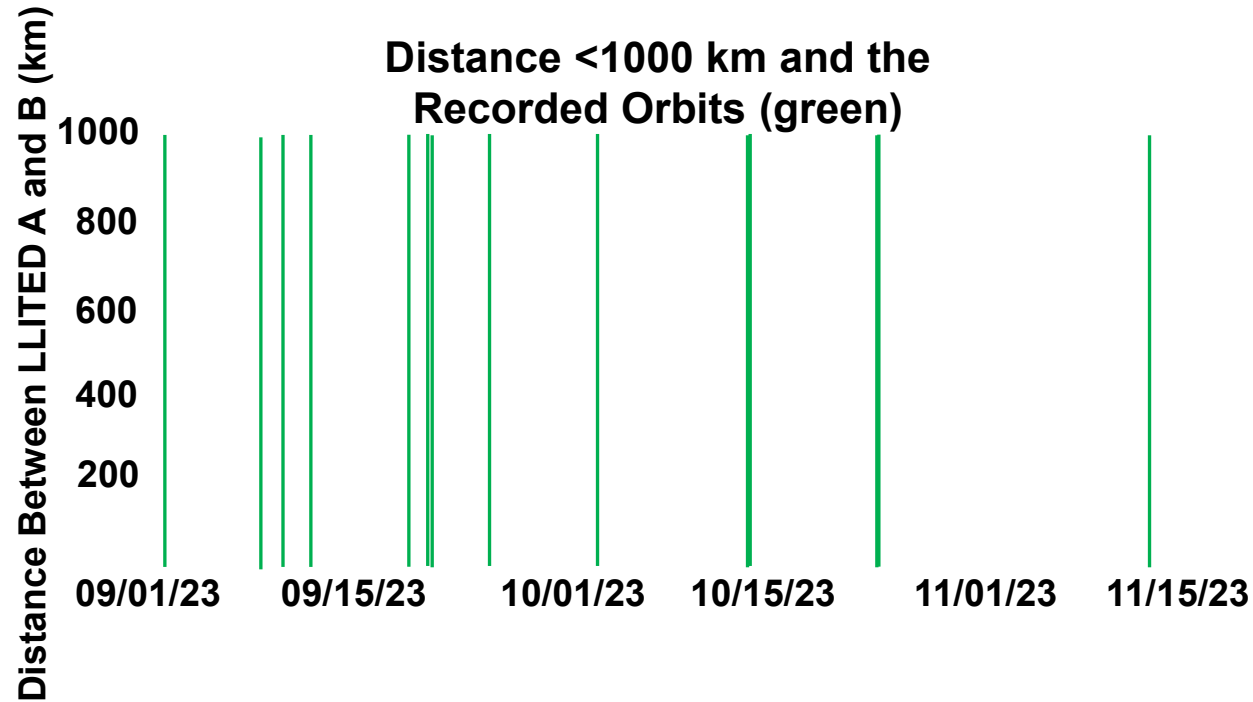 Distance <1000 km and the
Recorded Orbits (green)
Distance Between LLITED A and B (km)
1000
800
600
400
200
09/01/23 09/15/23 10/01/23 10/15/23 11/01/23 11/15/23